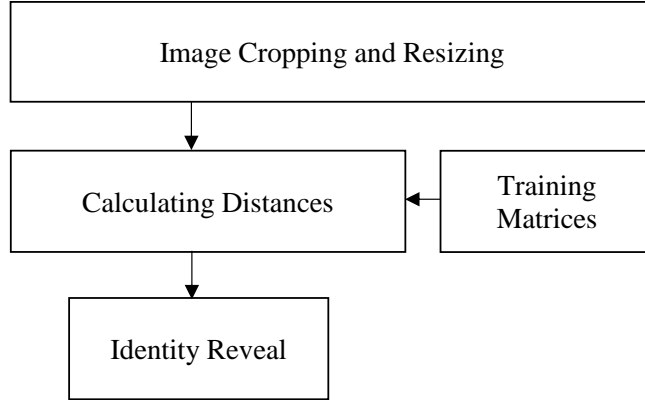 Image Cropping and Resizing
Calculating Distances
Training
Matrices
Identity Reveal